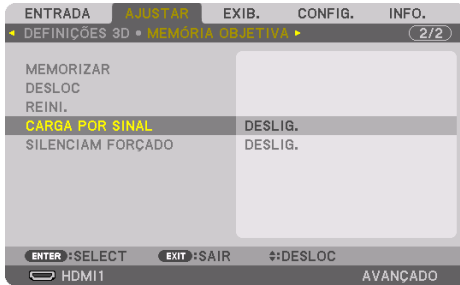 ENTRADA AJUSTAR EXIB. CONFIG. INFO.
DEFINIÇÕES 3D • MEMÓRIA OBJETIVA 2/2
MEMORIZAR
DESLOC
REINI.
CARGA POR SINAL DESLIG.
SILENCIAM FORÇADO DESLIG.
ENTER :SELECT EXIT :SAIR :DESLOC
HDMI1 AVANÇADO